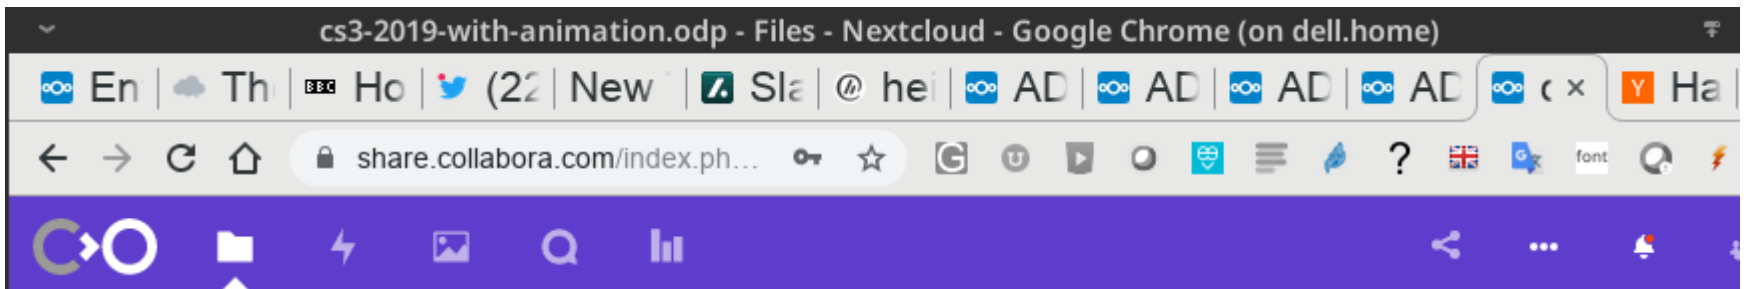 cs3-2019-with-animation.odp - Files - Nextcloud - Google Chrome (on dell.home)
En Th BBC Ho (22 New Sla hei AD AD AD AD c × Y Ha
share.collabora.com/index.ph... G U ? G font